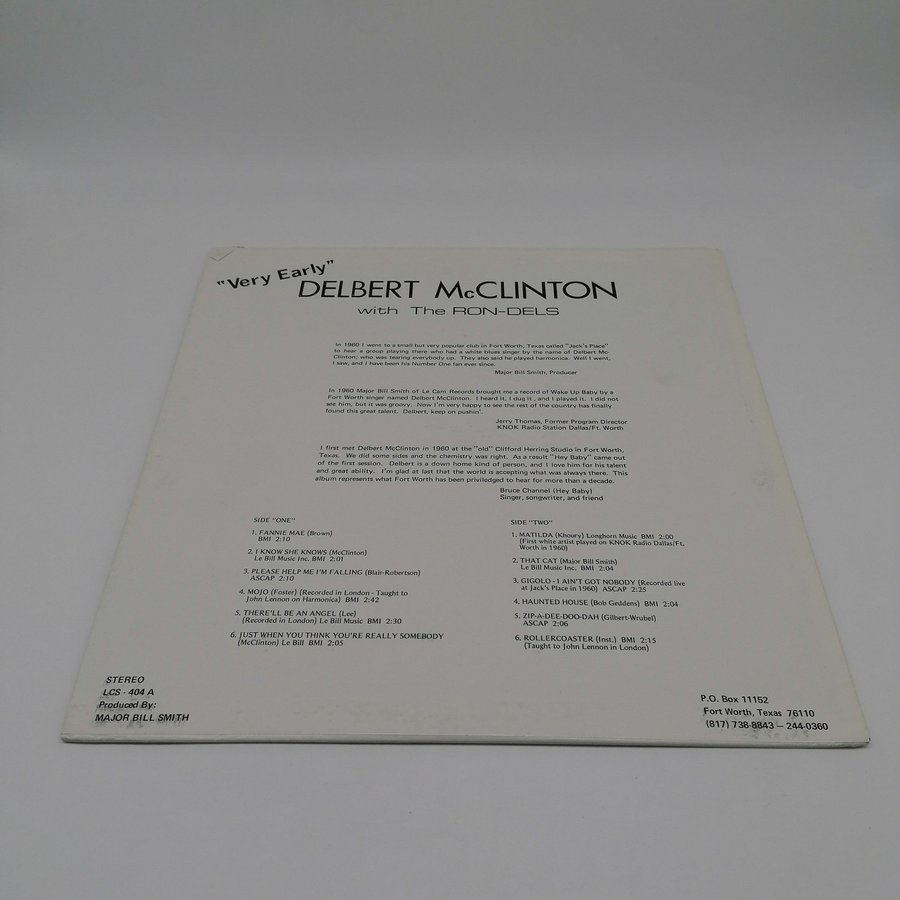 "Very Early"
DELBERT McCLINTON
with The RON-DELS
In 1960 I went to a small but very popular club in Fort Worth, Texas called "Jack's Place"
to hear a group playing there who had a white blues singer by the name of Delbert Mc-
Clinton; who was tearing everybody up. They also said he played harmonica. Well I went,
I saw, and I have been his Number One fan ever since.
Major Bill Smith, Producer
In 1960 Major Bill Smith of Le Cam Records brought me a record of Wake Up Baby by a
Fort Worth singer named Delbert McClinton. I heard it, I dug it, and I played it. I did not
see him, but it was groovy. Now I'm very happy to see the rest of the country has finally
found this great talent. Delbert, keep on pushin'.
Jerry Thomas, Former Program Director
KNOK Radio Station Dallas/Ft. Worth
I first met Delbert McClinton in 1960 at the "old" Clifford Herring Studio in Fort Worth,
Texas. We did some sides and the chemistry was right. As a result "Hey Baby" came out
of the first session. Delbert is a down home kind of person, and I love him for his talent
and great ability. I'm glad at last that the world is accepting what was always there. This
album represents what Fort Worth has been priviledged to hear for more than a decade.
Bruce Channel (Hey Baby)
Singer, songwriter, and friend
SIDE "ONE"
1. FANNIE MAE (Brown)
BMI 2:10
2. I KNOW SHE KNOWS (McClinton)
Le Bill Music Inc. BMI 2:01
3. PLEASE HELP ME I'M FALLING (Blair-Robertson)
ASCAP 2:10
4. MOJO (Foster) (Recorded in London - Taught to
John Lennon on Harmonica) BMI 2:42
5. THERE'LL BE AN ANGEL (Lee)
(Recorded in London) Le Bill Music BMI 2:30
6. JUST WHEN YOU THINK YOU'RE REALLY SOMEBODY
(McClinton) Le Bill BMI 2:05
SIDE "TWO"
1. MATILDA (Khoury) Longhorn Music BMI 2:00
(First white artist played on KNOK Radio Dallas/Ft.
Worth in 1960)
2. THAT CAT (Major Bill Smith)
Le Bill Music Inc. BMI 2:04
3. GIGOLO - I AIN'T GOT NOBODY (Recorded live
at Jack's Place in 1960) ASCAP 2:25
4. HAUNTED HOUSE (Bob Geddens) BMI 2:04
5. ZIP-A-DEE-DOO-DAH (Gilbert-Wrubel)
ASCAP 2:06
6. ROLLERCOASTER (Inst.) BMI 2:15
(Taught to John Lennon in London)
STEREO
LCS - 404 A
Produced By:
MAJOR BILL SMITH
P.O. Box 11152
Fort Worth, Texas 76110
(817) 738-8843 — 244-0360